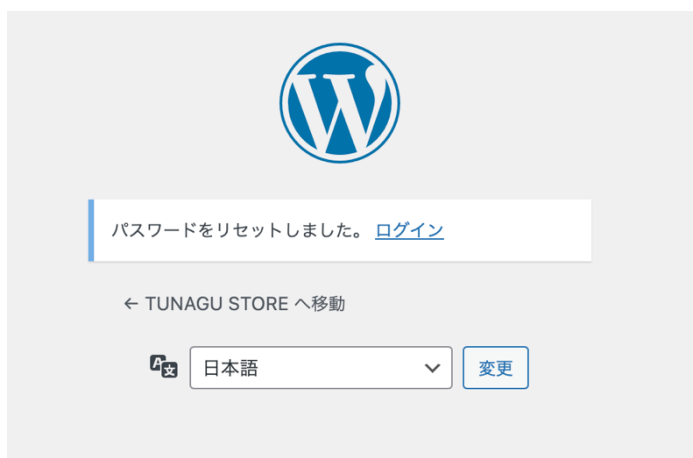 パスワードをリセットしました。 ログイン
← TUNAGU STORE へ移動
日本語 変更